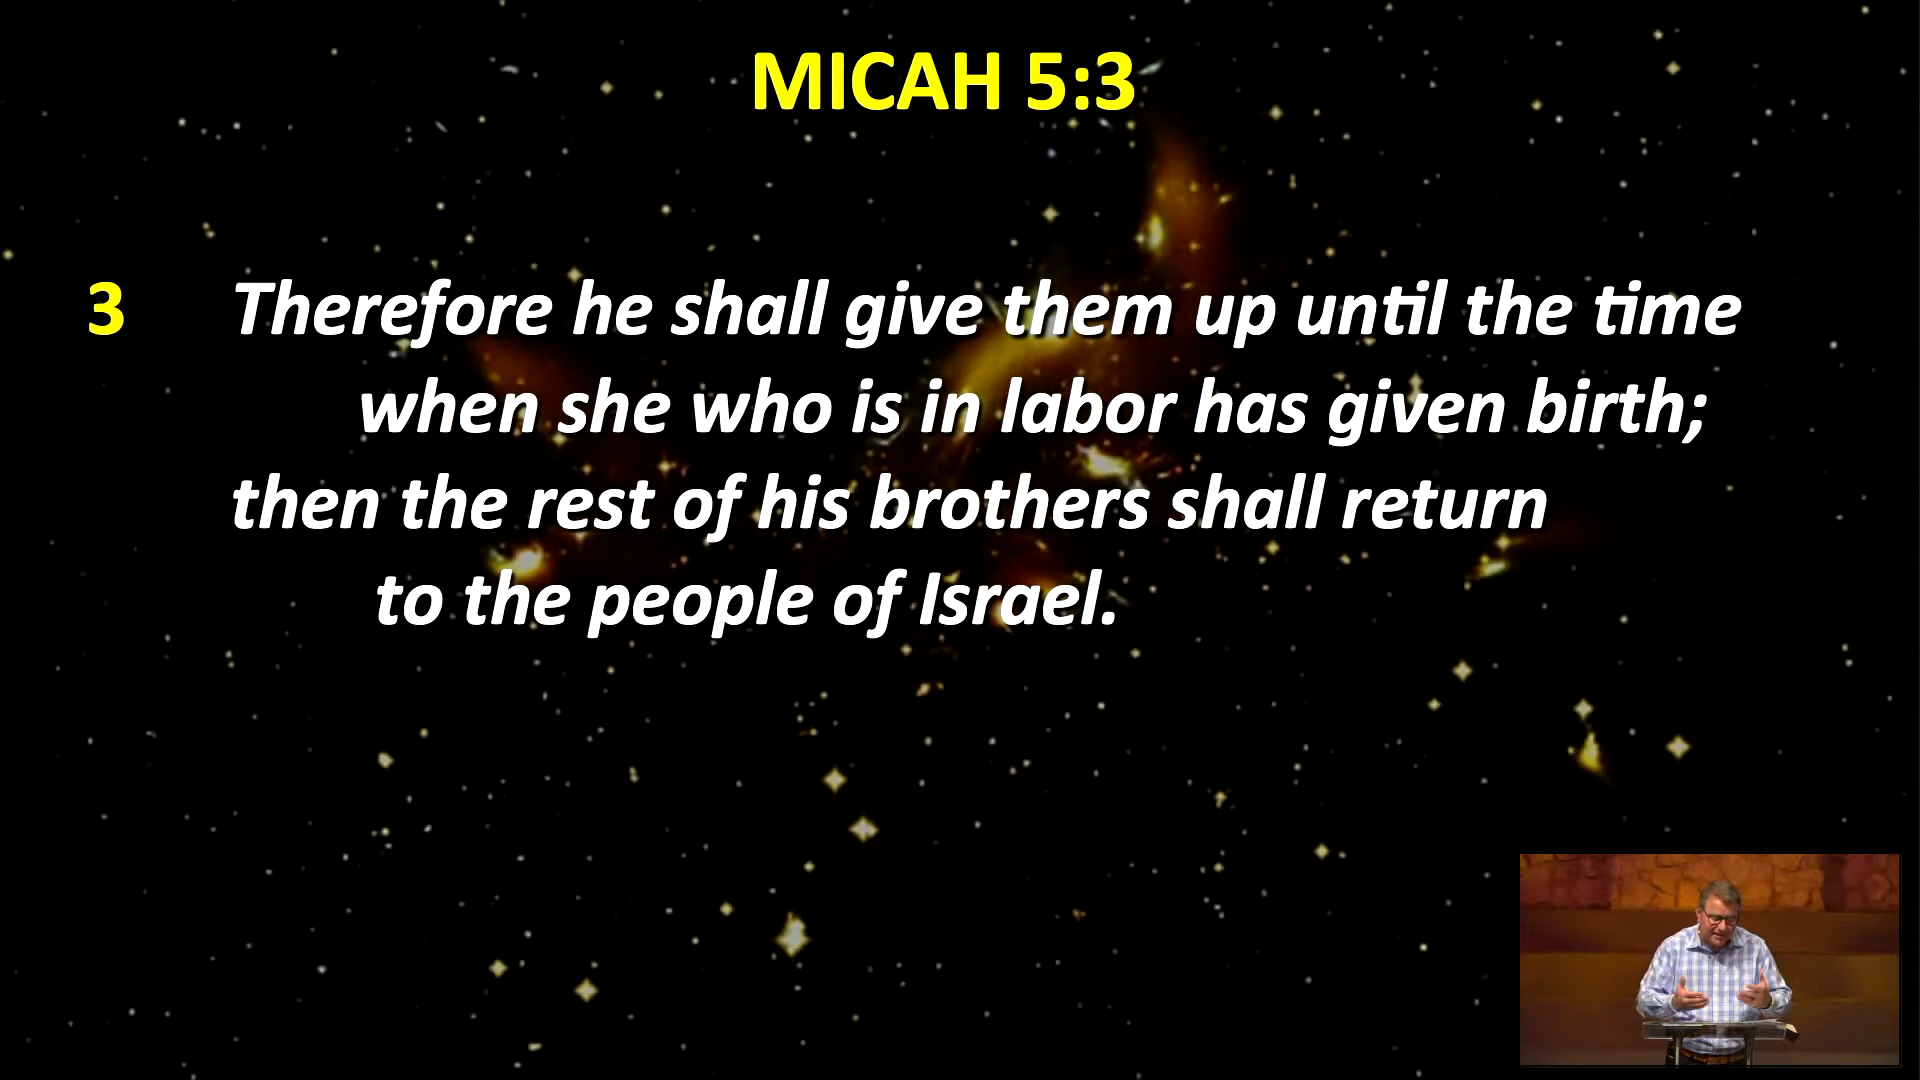 MICAH 5:3
3 Therefore he shall give them up until the time
when she who is in labor has given birth;
then the rest of his brothers shall return
to the people of Israel.